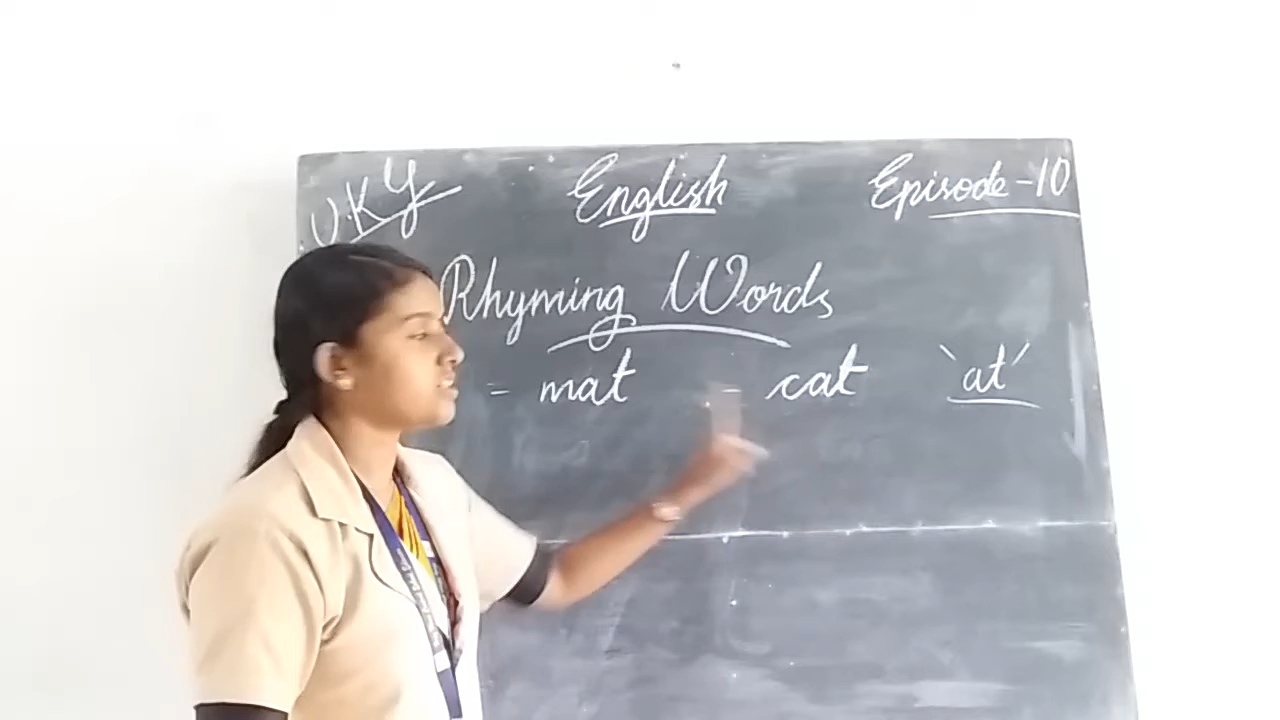 U.K.G English Episode-10
Rhyming Words
= mat - cat 'at'